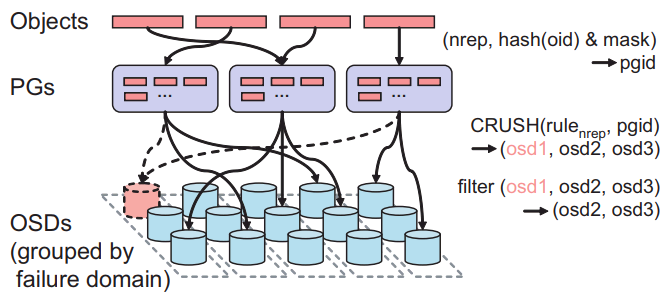 Objects
(nrep, hash(oid) & mask)
pgid
PGs
...
...
...
CRUSH(rulenrep, pgid)
(osd1, osd2, osd3)
filter (osd1, osd2, osd3)
(osd2, osd3)
OSDs
(grouped by
failure domain)